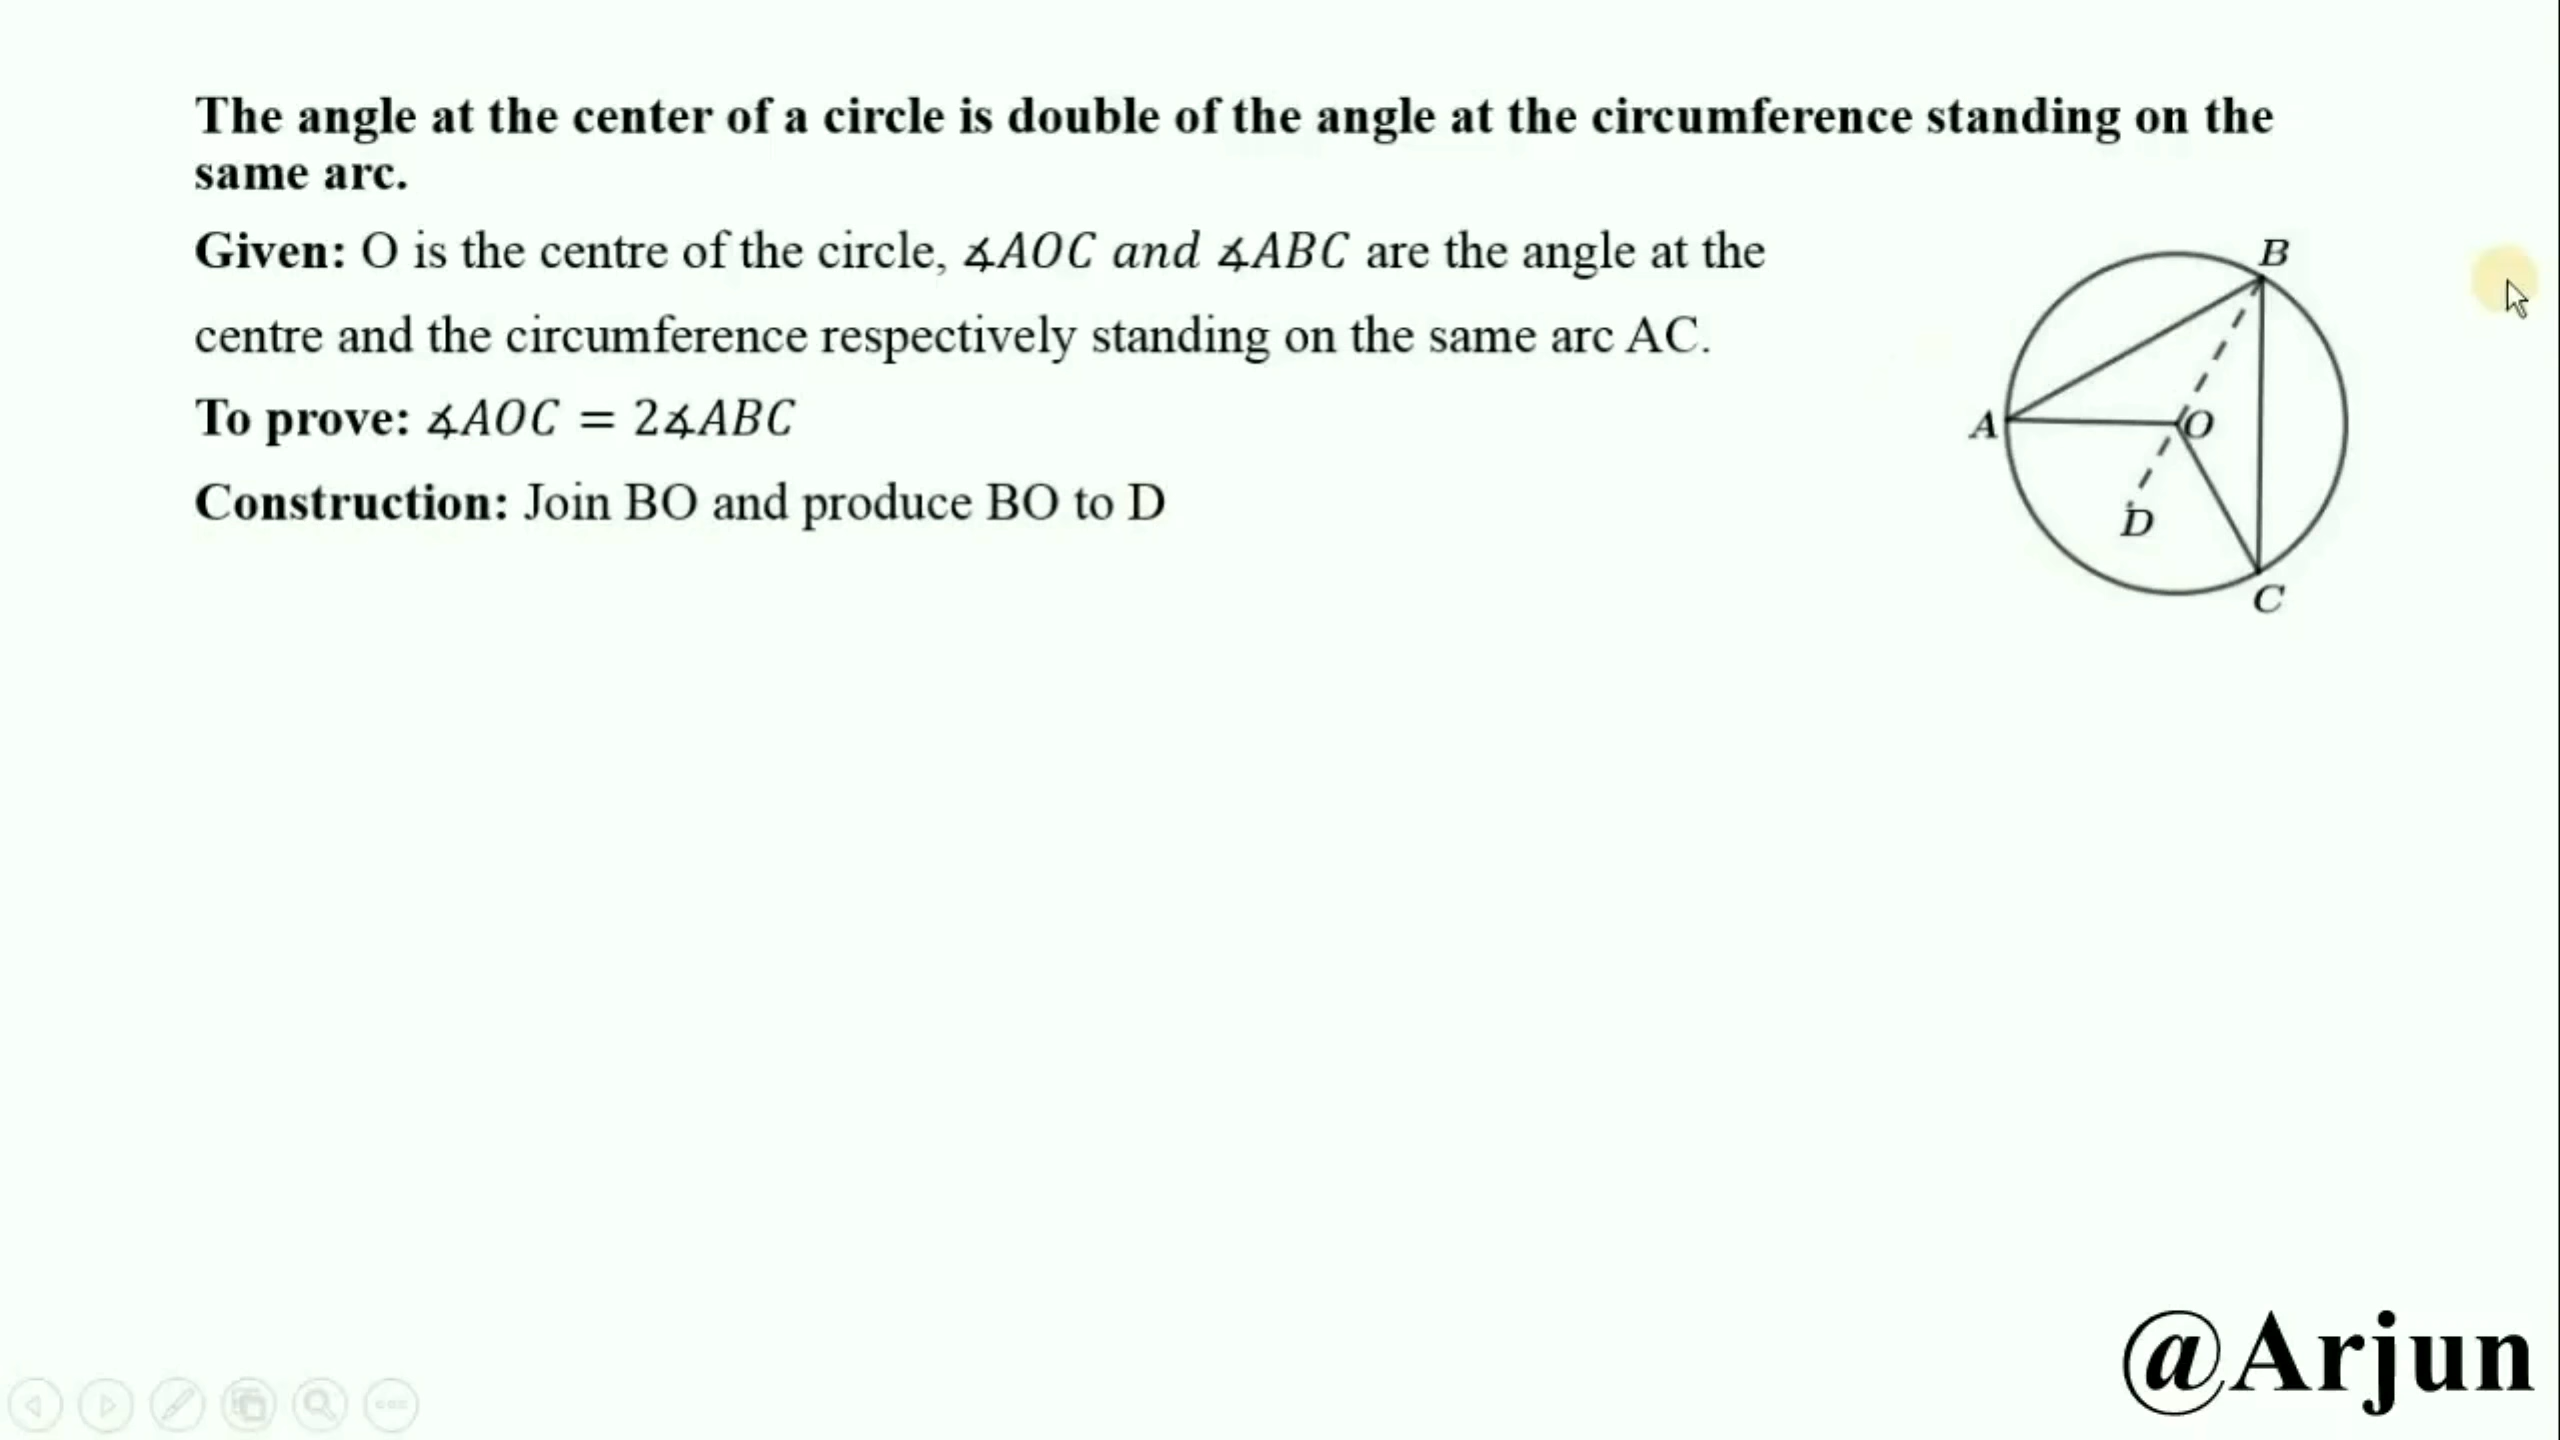 The angle at the center of a circle is double of the angle at the circumference standing on the
same arc.
Given: O is the centre of the circle, ∡AOC and ∡ABC are the angle at the
centre and the circumference respectively standing on the same arc AC.
To prove: ∡AOC = 2∡ABC
Construction: Join BO and produce BO to D
B
A
O
D
C
@Arjun